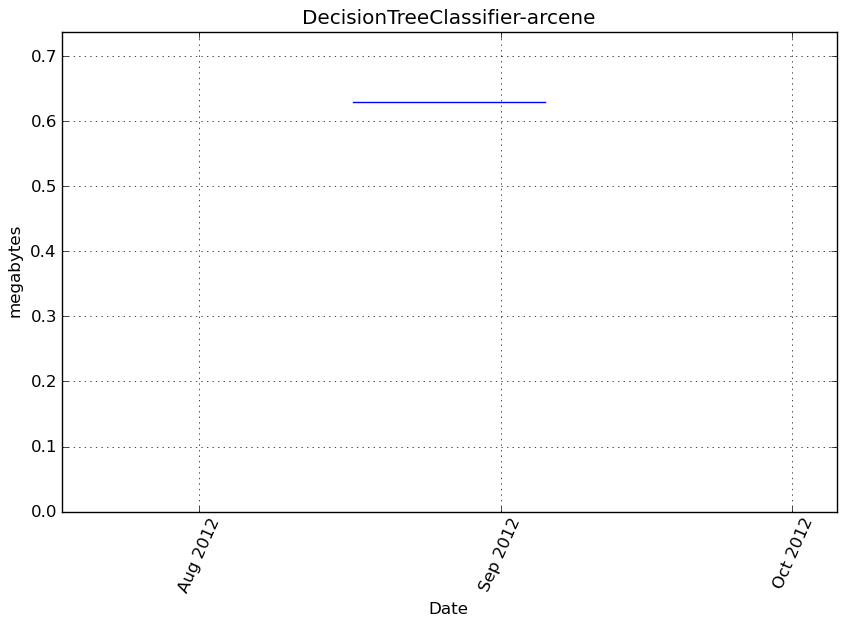 DecisionTreeClassifier-arcene
0.7
0.6
0.5
0.4
0.3
0.2
0.1
0.0
megabytes
Aug 2012
Sep 2012
Oct 2012
Date